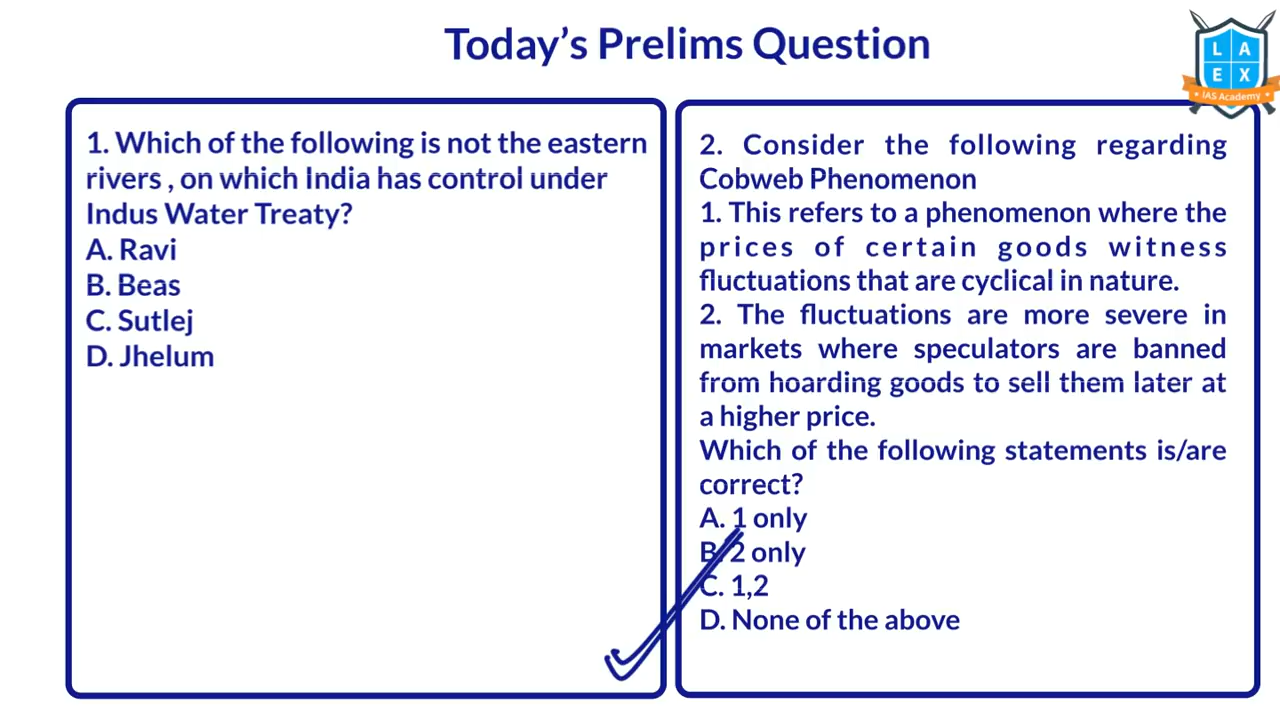 Today's Prelims Question
L A
E X
IAS Academy
1. Which of the following is not the eastern
rivers , on which India has control under
Indus Water Treaty?
A. Ravi
B. Beas
C. Sutlej
D. Jhelum
2. Consider the following regarding
Cobweb Phenomenon
1. This refers to a phenomenon where the
prices of certain goods witness
fluctuations that are cyclical in nature.
2. The fluctuations are more severe in
markets where speculators are banned
from hoarding goods to sell them later at
a higher price.
Which of the following statements is/are
correct?
A. 1 only
B. 2 only
C. 1,2
D. None of the above